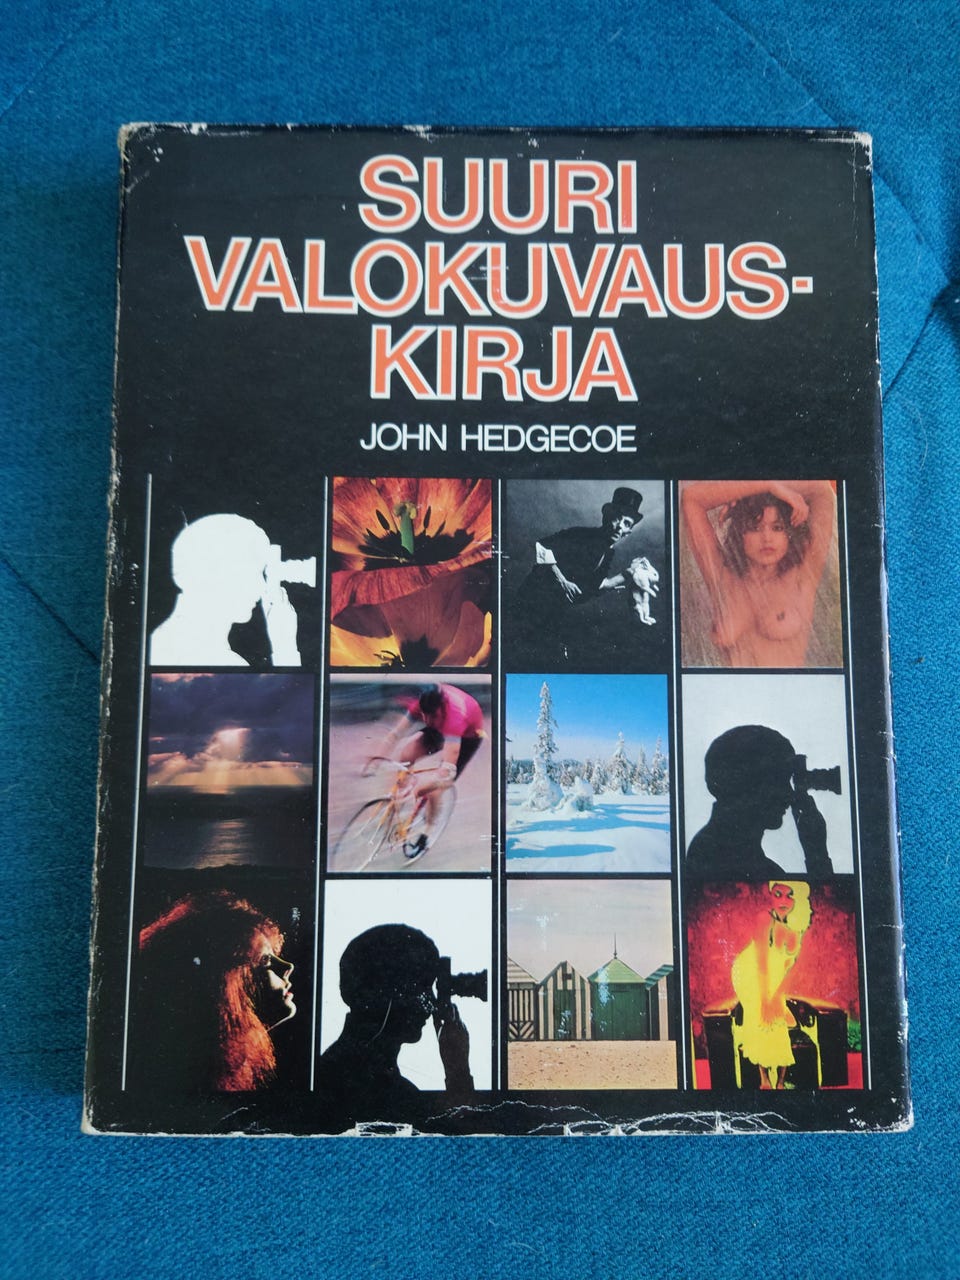 SUURI
VALOKUVAUS-
KIRJA
JOHN HEDGECOE